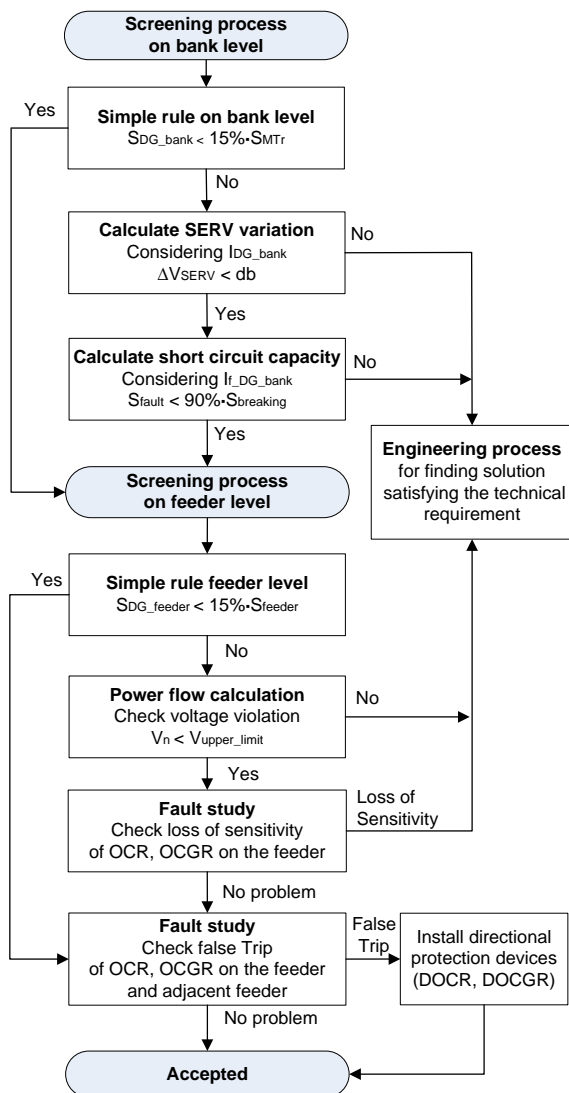 Screening process
on bank level
Yes
Simple rule on bank level
SDG_bank < 15%·SMTr
No
Calculate SERV variation
Considering IDG_bank
ΔVSERV < db
No
Yes
Calculate short circuit capacity
Considering If_DG_bank
Sfault < 90%·Sbreaking
No
Yes
Engineering process
for finding solution
satisfying the technical
requirement
Screening process
on feeder level
Yes
Simple rule feeder level
SDG_feeder < 15%·Sfeeder
No
Power flow calculation
Check voltage violation
Vn < Vupper_limit
No
Yes
Fault study
Check loss of sensitivity
of OCR, OCGR on the feeder
Loss of
Sensitivity
No problem
Fault study
Check false Trip
of OCR, OCGR on the feeder
and adjacent feeder
False
Trip
Install directional
protection devices
(DOCR, DOCGR)
No problem
Accepted